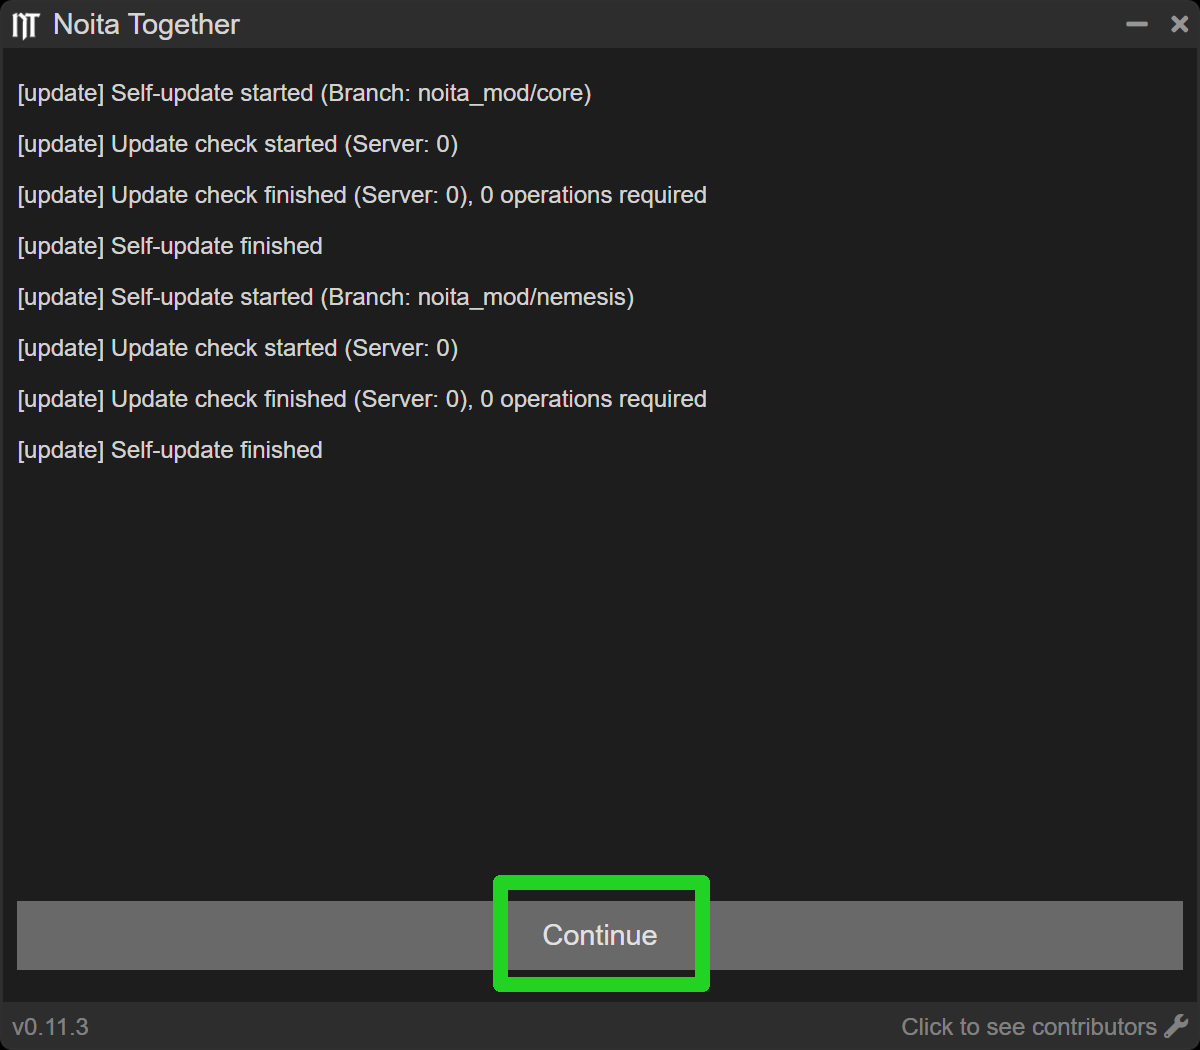 Noita Together
[update] Self-update started (Branch: noita_mod/core)
[update] Update check started (Server: 0)
[update] Update check finished (Server: 0), 0 operations required
[update] Self-update finished
[update] Self-update started (Branch: noita_mod/nemesis)
[update] Update check started (Server: 0)
[update] Update check finished (Server: 0), 0 operations required
[update] Self-update finished
Continue
v0.11.3
Click to see contributors